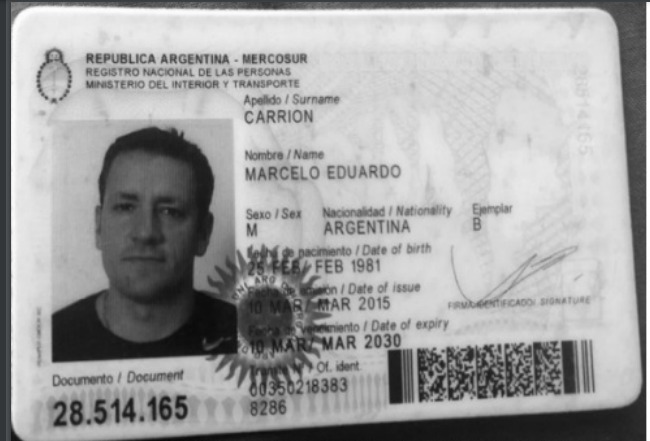 REPUBLICA ARGENTINA - MERCOSUR
REGISTRO NACIONAL DE LAS PERSONAS
MINISTERIO DEL INTERIOR Y TRANSPORTE
Apellido / Surname
CARRION
Nombre / Name
MARCELO EDUARDO
Sexo / Sex Nacionalidad / Nationality Ejemplar
M ARGENTINA B
Fecha de nacimiento / Date of birth
25 FEB/ FEB 1981
Fecha de emisión / Date of issue
10 MAR/ MAR 2015
FIRMA IDENTIFICADO/ SIGNATURE
Fecha de vencimiento / Date of expiry
10 MAR/ MAR 2030
Of. ident.
00350218383
8286
Documento / Document
28.514.165